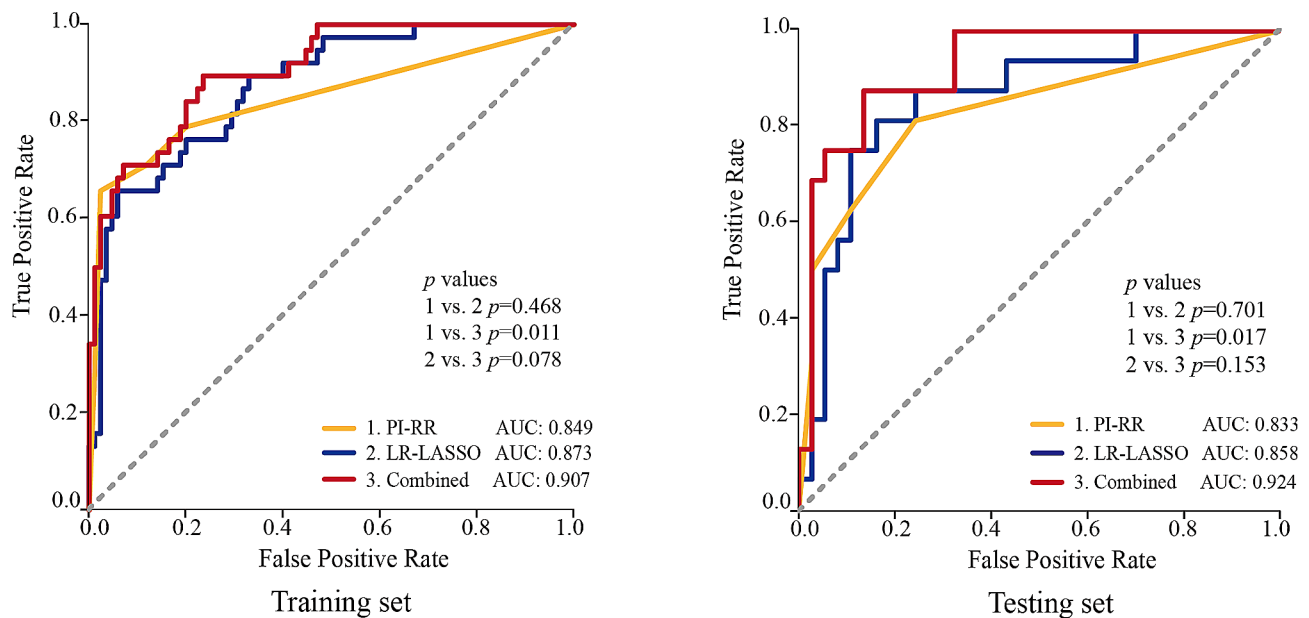 True Positive Rate
1.0
0.8
0.6
0.4
0.2
0.0
p values
1 vs. 2 p=0.468
1 vs. 3 p=0.011
2 vs. 3 p=0.078
1. PI-RR AUC: 0.849
2. LR-LASSO AUC: 0.873
3. Combined AUC: 0.907
0.0 0.2 0.4 0.6 0.8 1.0
False Positive Rate
Training set
True Positive Rate
1.0
0.8
0.6
0.4
0.2
0.0
p values
1 vs. 2 p=0.701
1 vs. 3 p=0.017
2 vs. 3 p=0.153
1. PI-RR AUC: 0.833
2. LR-LASSO AUC: 0.858
3. Combined AUC: 0.924
0.0 0.2 0.4 0.6 0.8 1.0
False Positive Rate
Testing set